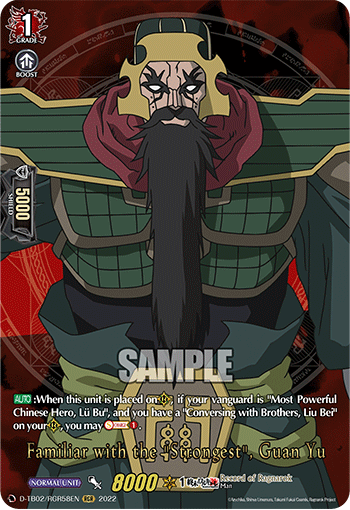 1
GRADE
BOOST
5000
SHIELD
SAMPLE
AUTO:When this unit is placed on R, if your vanguard is "Most Powerful
Chinese Hero, Lü Bu", and you have a "Conversing with Brothers, Liu Bei"
on your R, you may 1.
Familiar with the "Strongest", Guan Yu
NORMAL UNIT
8000
1
Record of Ragnarok
Man
D-TB02/RGR58EN RGR 2022